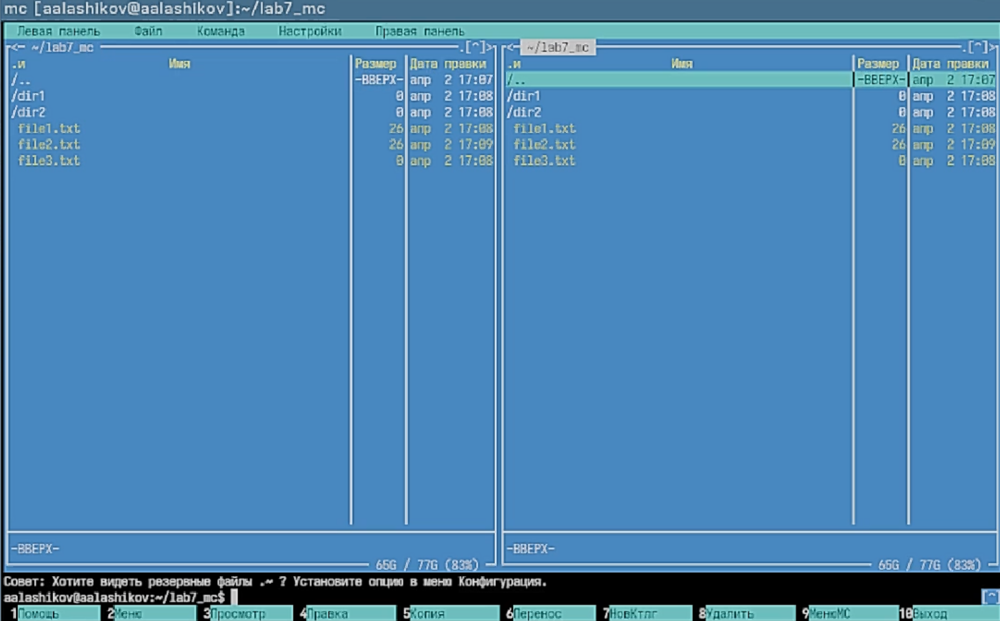 mc [aalashikov@aalashikov]:~/lab7_mc
Левая панель Файл Команда Настройки Правая панель
<- ~/lab7_mc .[^]> <- ~/lab7_mc .[^]>
.и Имя Размер Дата правки .и Имя Размер Дата правки
/.. -ВВЕРХ- апр 2 17:07 /.. -ВВЕРХ- апр 2 17:07
/dir1 0 апр 2 17:08 /dir1 0 апр 2 17:08
/dir2 0 апр 2 17:08 /dir2 0 апр 2 17:08
file1.txt 26 апр 2 17:08 file1.txt 26 апр 2 17:08
file2.txt 26 апр 2 17:09 file2.txt 26 апр 2 17:09
file3.txt 0 апр 2 17:08 file3.txt 0 апр 2 17:08
-ВВЕРХ- -ВВЕРХ-
65G / 77G (83%) 65G / 77G (83%)
Совет: Хотите видеть резервные файлы .~ ? Установите опцию в меню Конфигурация.
aalashikov@aalashikov:~/lab7_mc$ [^]
1Помощь 2Меню 3Просмотр 4Правка 5Копия 6Перенос 7НовКтлг 8Удалить 9МенюMC 10Выход